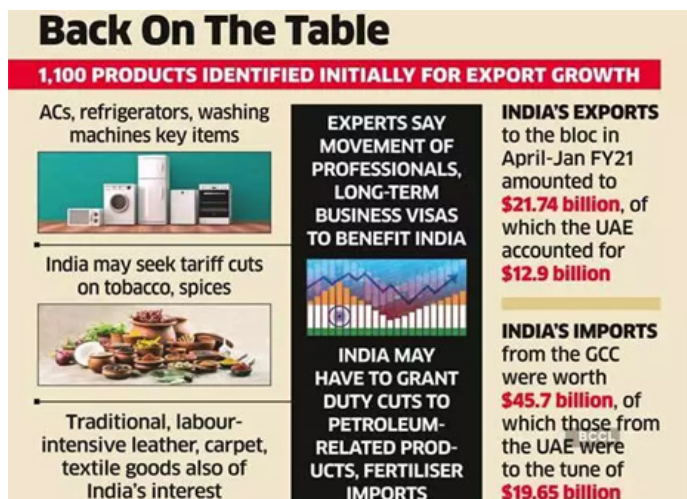 Back On The Table
1,100 PRODUCTS IDENTIFIED INITIALLY FOR EXPORT GROWTH
ACs, refrigerators, washing
machines key items
India may seek tariff cuts
on tobacco, spices
Traditional, labour-
intensive leather, carpet,
textile goods also of
India's interest
EXPERTS SAY
MOVEMENT OF
PROFESSIONALS,
LONG-TERM
BUSINESS VISAS
TO BENEFIT INDIA
INDIA MAY
HAVE TO GRANT
DUTY CUTS TO
PETROLEUM-
RELATED PROD-
UCTS, FERTILISER
IMPORTS
INDIA'S EXPORTS
to the bloc in
April-Jan FY21
amounted to
$21.74 billion, of
which the UAE
accounted for
$12.9 billion
INDIA'S IMPORTS
from the GCC
were worth
$45.7 billion, of
which those from
the UAE were
to the tune of
$19.65 billion
BCCL